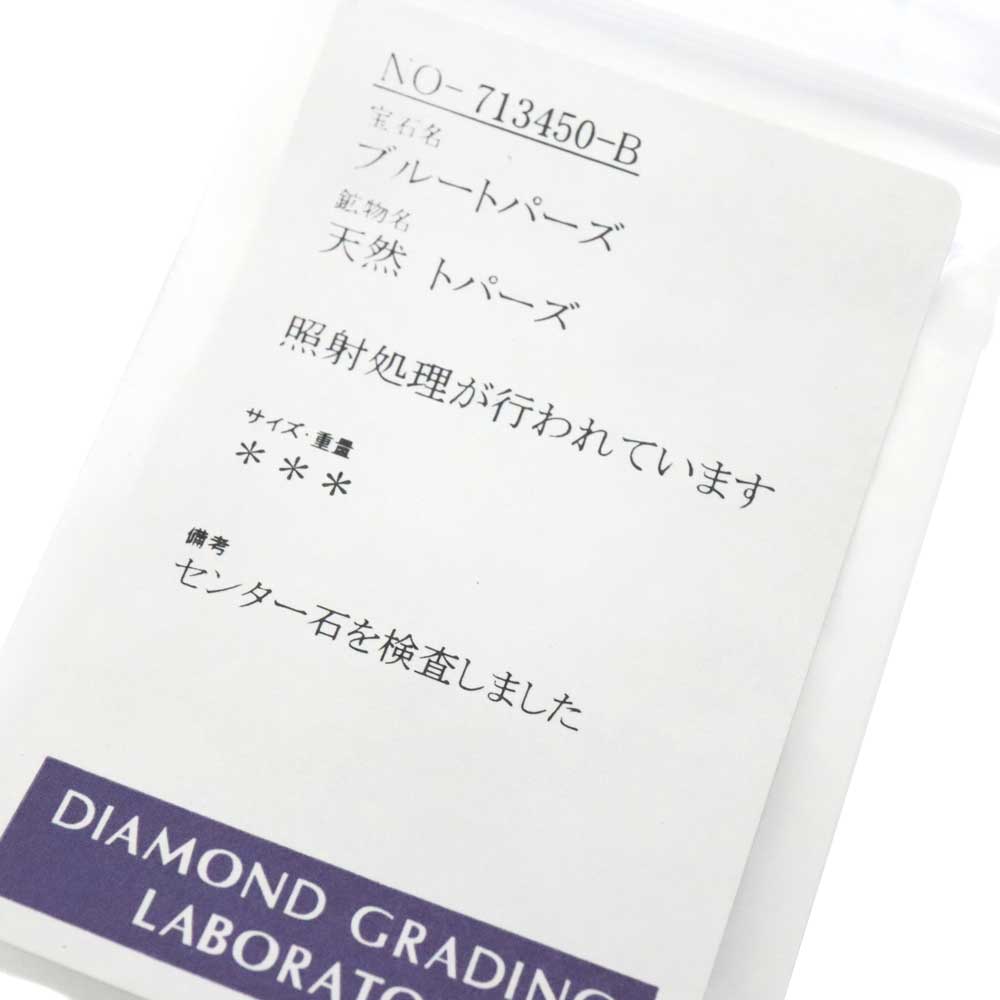 NO-713450-B
宝石名
ブルートパーズ
鉱物名
天然 トパーズ
照射処理が行われています
サイズ・重量
＊＊＊
備考
センター石を検査しました
DIAMOND GRADING
LABORATO